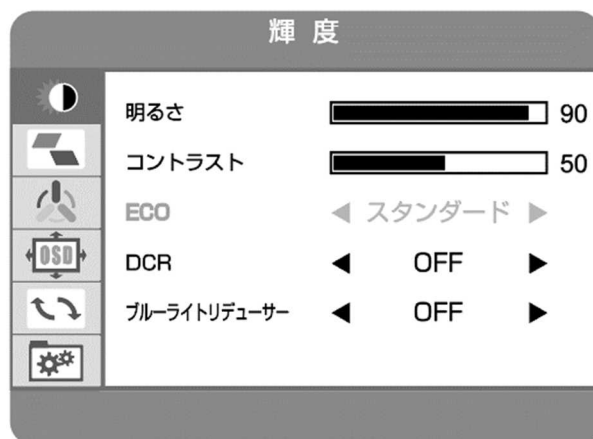 輝度
明るさ 90
コントラスト 50
ECO ◀ スタンダード ▶
DCR ◀ OFF ▶
ブルーライトリデューサー ◀ OFF ▶
OSD